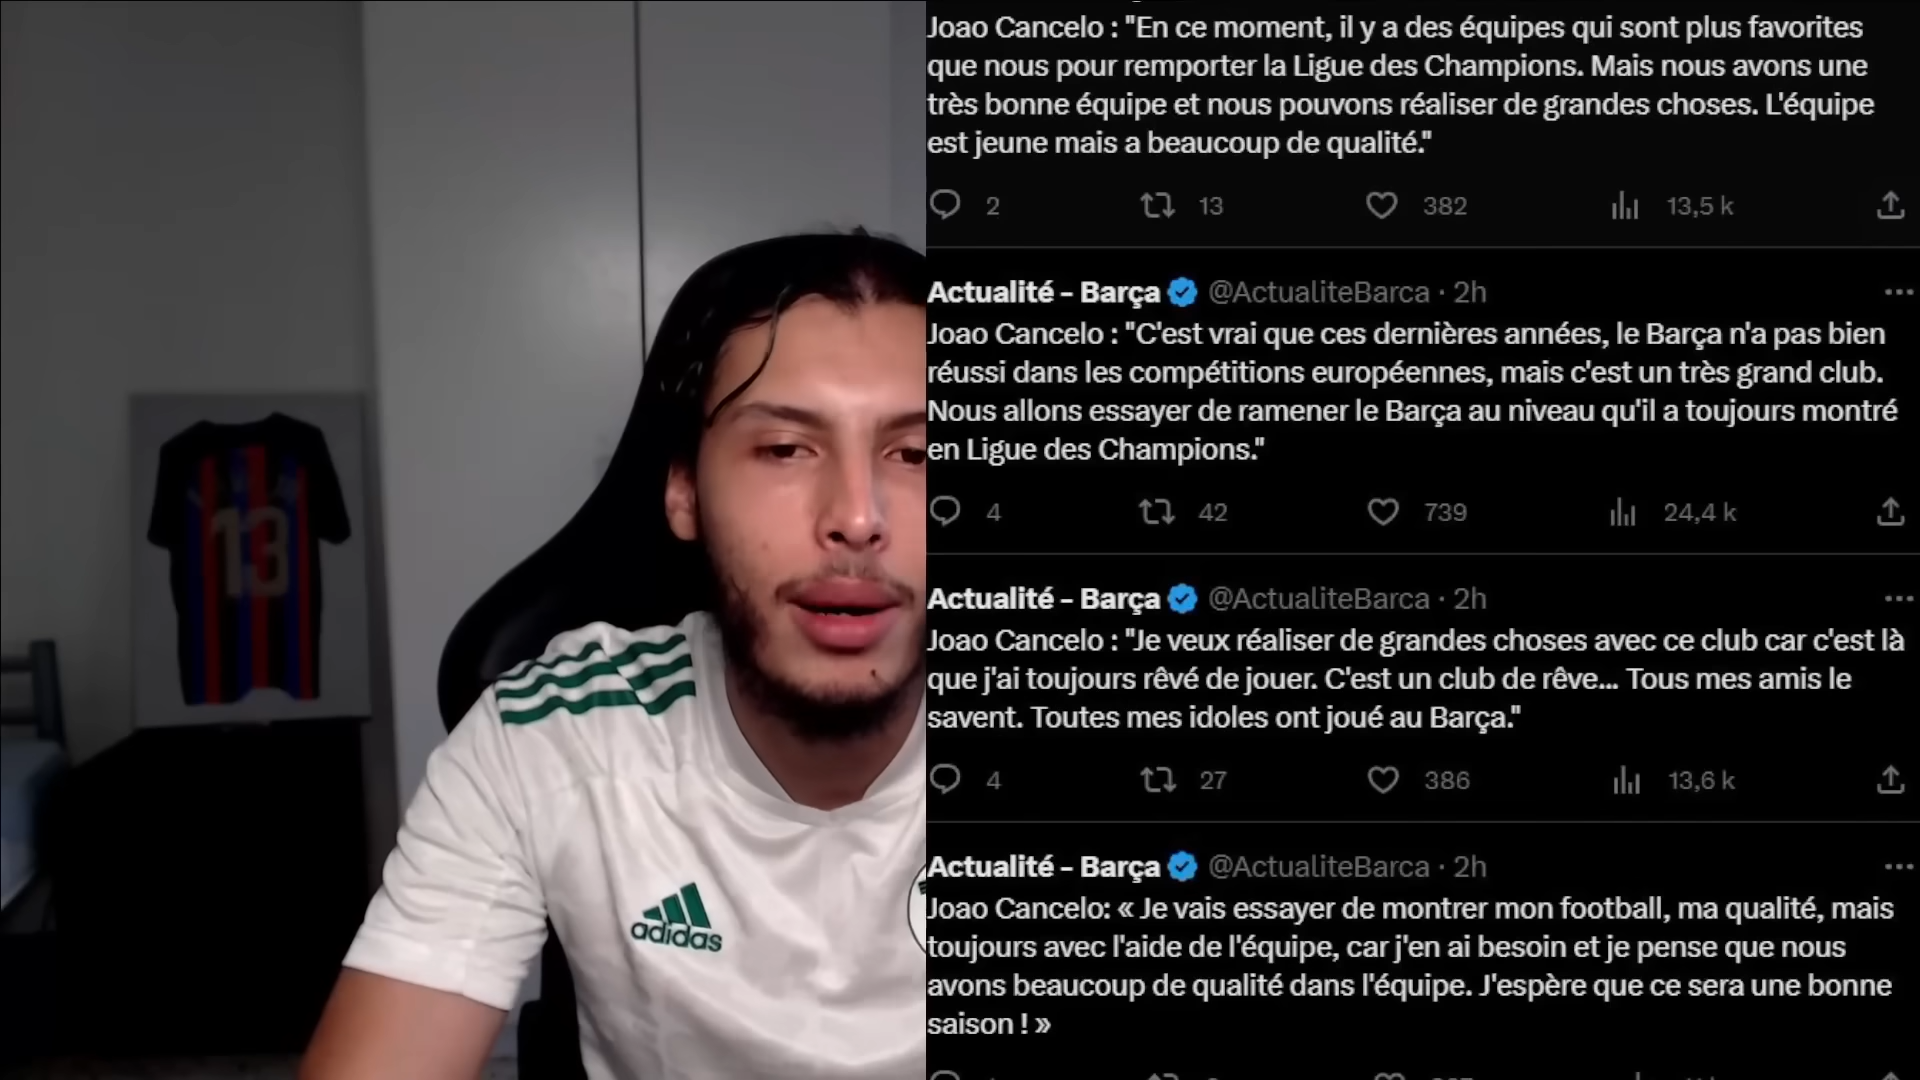 Joao Cancelo : "En ce moment, il y a des équipes qui sont plus favorites
que nous pour remporter la Ligue des Champions. Mais nous avons une
très bonne équipe et nous pouvons réaliser de grandes choses. L'équipe
est jeune mais a beaucoup de qualité."
2 13 382 13,5 k
Actualité - Barça @ActualiteBarca · 2h
Joao Cancelo : "C'est vrai que ces dernières années, le Barça n'a pas bien
réussi dans les compétitions européennes, mais c'est un très grand club.
Nous allons essayer de ramener le Barça au niveau qu'il a toujours montré
en Ligue des Champions."
4 42 739 24,4 k
Actualité - Barça @ActualiteBarca · 2h
Joao Cancelo : "Je veux réaliser de grandes choses avec ce club car c'est là
que j'ai toujours rêvé de jouer. C'est un club de rêve... Tous mes amis le
savent. Toutes mes idoles ont joué au Barça."
4 27 386 13,6 k
Actualité - Barça @ActualiteBarca · 2h
Joao Cancelo: « Je vais essayer de montrer mon football, ma qualité, mais
toujours avec l'aide de l'équipe, car j'en ai besoin et je pense que nous
avons beaucoup de qualité dans l'équipe. J'espère que ce sera une bonne
saison ! »
13
adidas